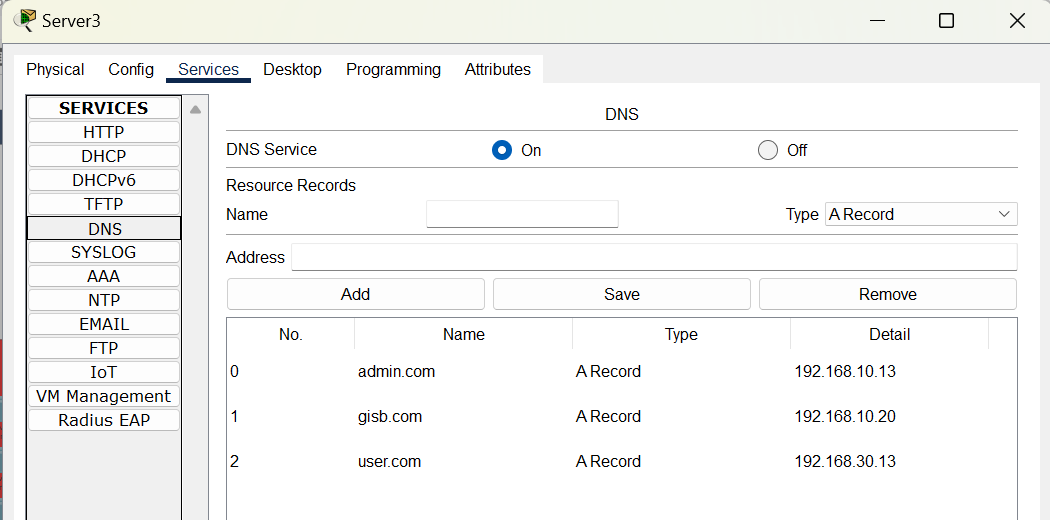 Server3
Physical Config Services Desktop Programming Attributes
SERVICES
HTTP
DHCP
DHCPv6
TFTP
DNS
SYSLOG
AAA
NTP
EMAIL
FTP
IoT
VM Management
Radius EAP
DNS
DNS Service On Off
Resource Records
Name Type A Record
Address
Add Save Remove
No. Name Type Detail
0 admin.com A Record 192.168.10.13
1 gisb.com A Record 192.168.10.20
2 user.com A Record 192.168.30.13